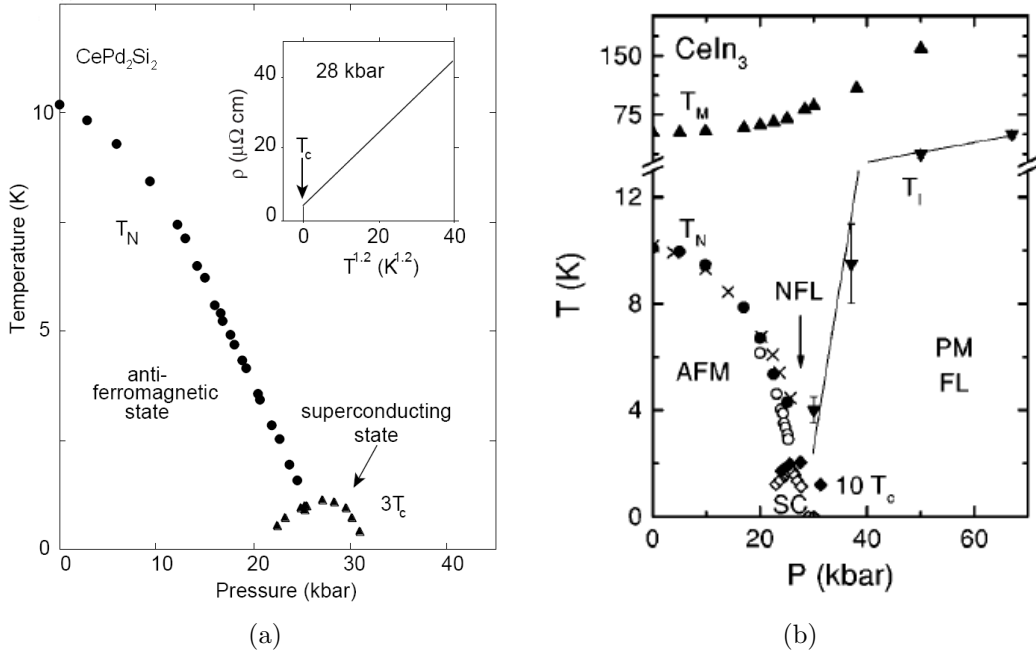 CePd₂Si₂
10
5
0
Temperature (K)
T_N
anti-
ferromagnetic
state
superconducting
state
3T_c
0
10
20
30
40
Pressure (kbar)
28 kbar
40
20
0
ρ (μΩ cm)
T_c
0
20
40
T^1.2 (K^1.2)
(a)
CeIn₃
150
75
T_M
T_I
12
8
4
0
T (K)
T_N
NFL
AFM
PM
FL
SC
10 T_c
0
20
40
60
P (kbar)
(b)